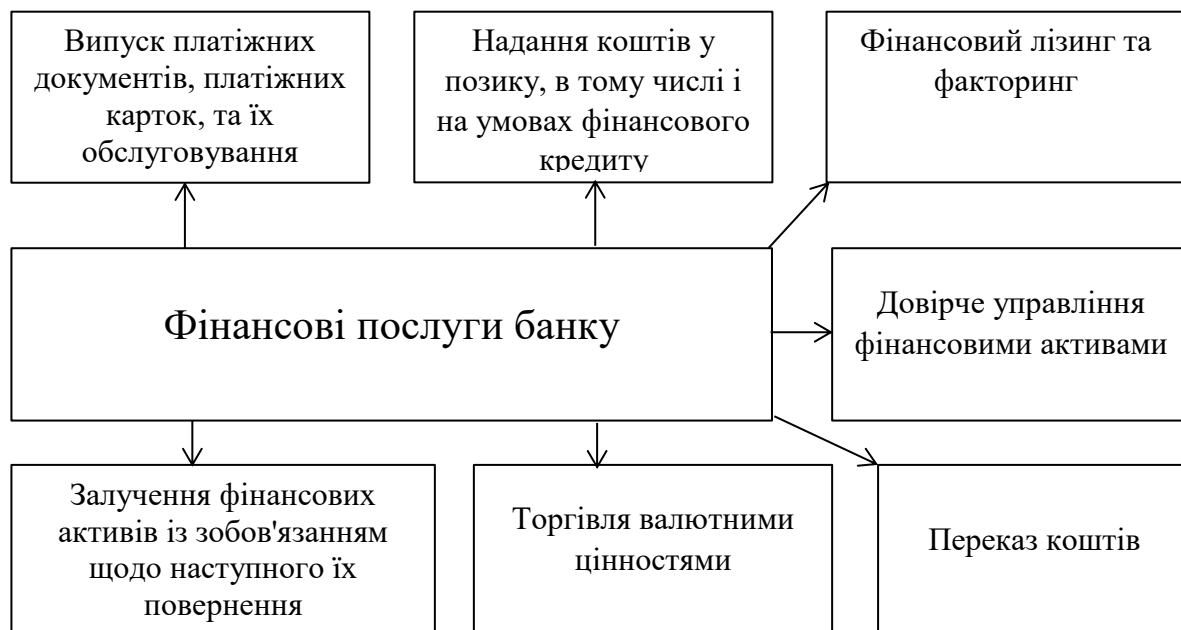 Випуск платіжних
документів, платіжних
карток, та їх
обслуговування
Надання коштів у
позику, в тому числі і
на умовах фінансового
кредиту
Фінансовий лізинг та
факторинг
Фінансові послуги банку
Довірче управління
фінансовими активами
Залучення фінансових
активів із зобов'язанням
щодо наступного їх
повернення
Торгівля валютними
цінностями
Переказ коштів